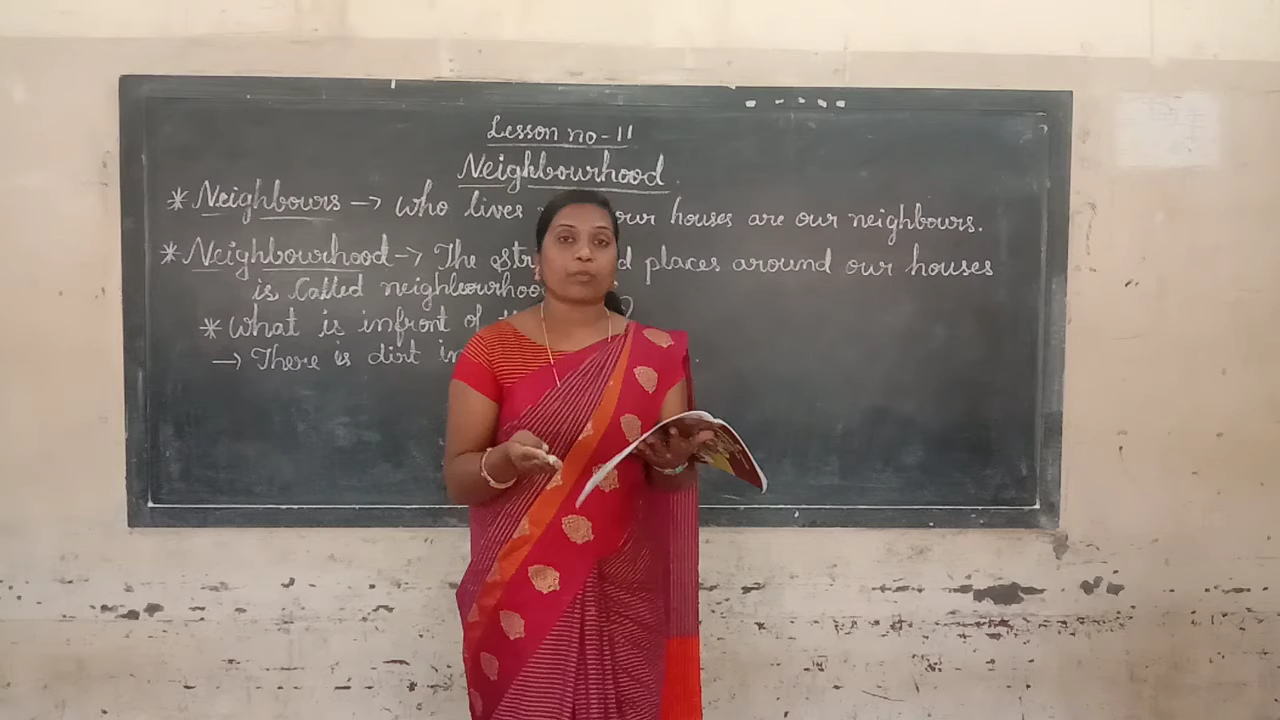 Lesson no - 11
Neighbourhood
* Neighbours → who lives our houses are our neighbours.
* Neighbourhood → The places around our houses
is Called
* What is infront of
→ There is dirt in